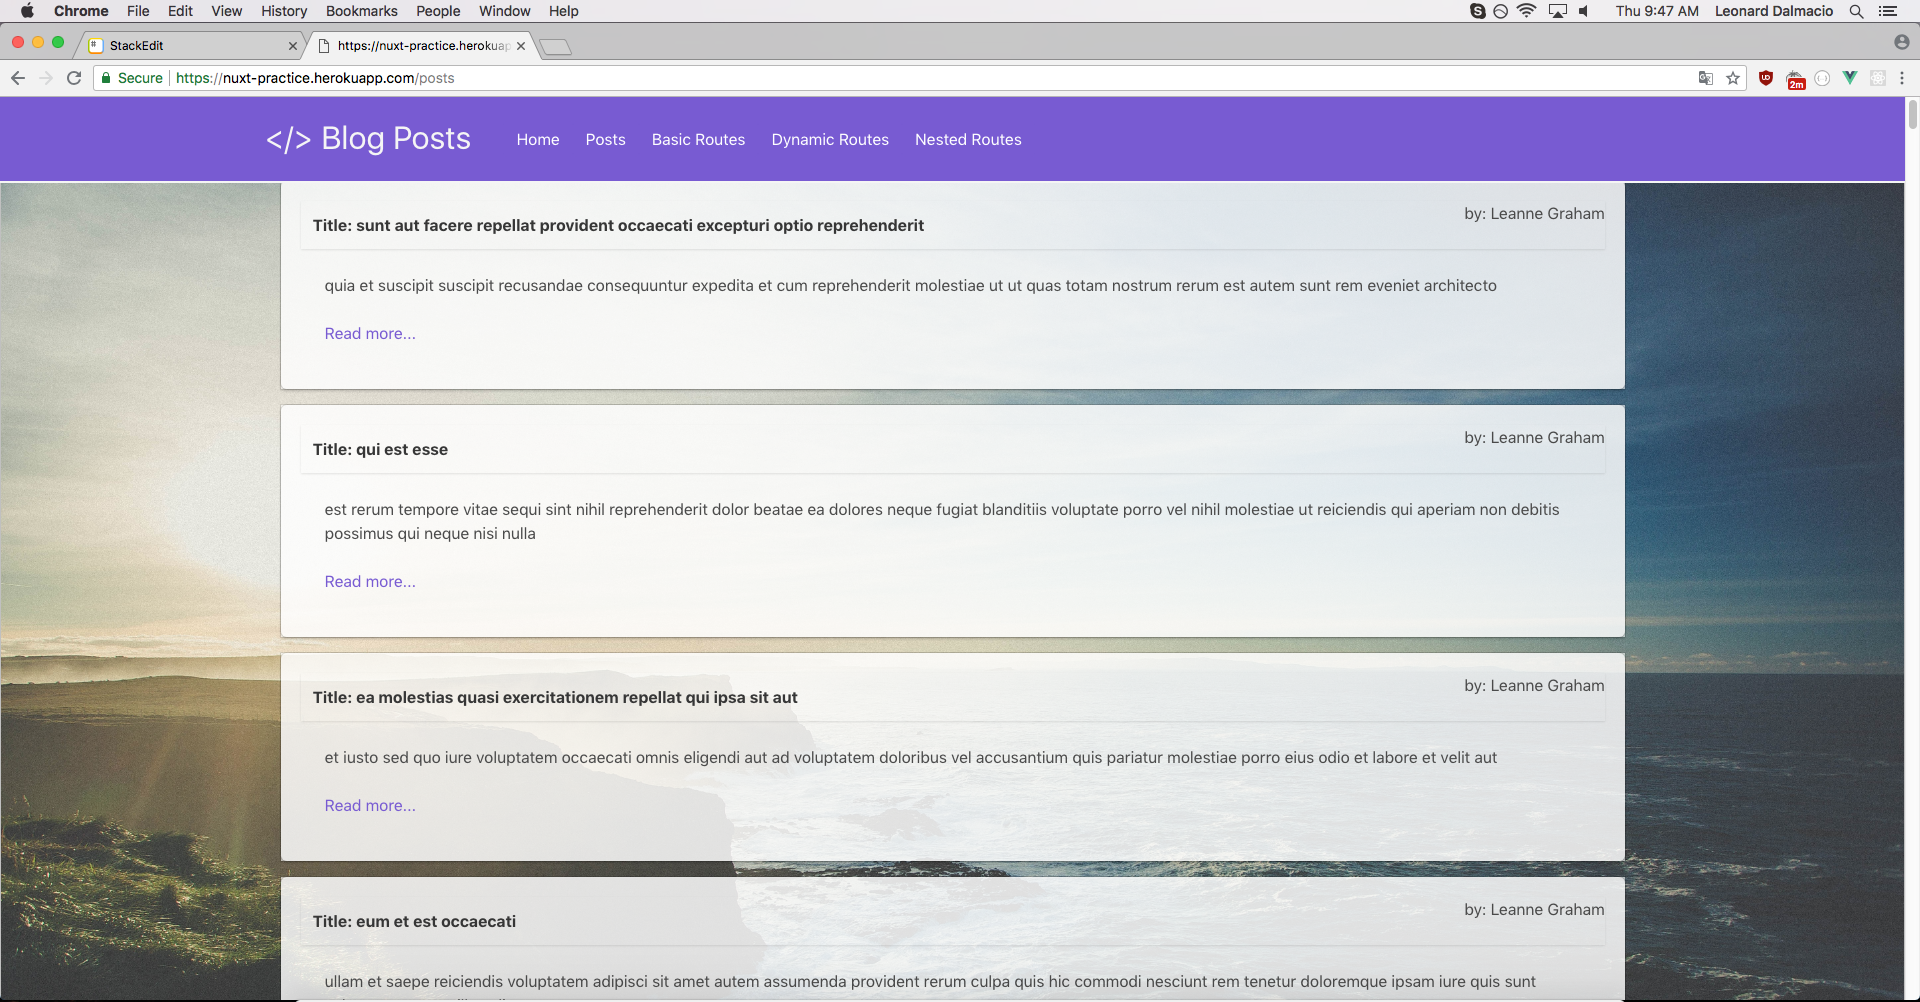 Chrome File Edit View History Bookmarks People Window Help Thu 9:47 AM Leonard Dalmacio
StackEdit https://nuxt-practice.herokuap
Secure https://nuxt-practice.herokuapp.com/posts 2m
</> Blog Posts Home Posts Basic Routes Dynamic Routes Nested Routes
by: Leanne Graham
Title: sunt aut facere repellat provident occaecati excepturi optio reprehenderit
quia et suscipit suscipit recusandae consequuntur expedita et cum reprehenderit molestiae ut ut quas totam nostrum rerum est autem sunt rem eveniet architecto
Read more...
by: Leanne Graham
Title: qui est esse
est rerum tempore vitae sequi sint nihil reprehenderit dolor beatae ea dolores neque fugiat blanditiis voluptate porro vel nihil molestiae ut reiciendis qui aperiam non debitis
possimus qui neque nisi nulla
Read more...
by: Leanne Graham
Title: ea molestias quasi exercitationem repellat qui ipsa sit aut
et iusto sed quo iure voluptatem occaecati omnis eligendi aut ad voluptatem doloribus vel accusantium quis pariatur molestiae porro eius odio et labore et velit aut
Read more...
by: Leanne Graham
Title: eum et est occaecati
ullam et saepe reiciendis voluptatem adipisci sit amet autem assumenda provident rerum culpa quis hic commodi nesciunt rem tenetur doloremque ipsam iure quis sunt